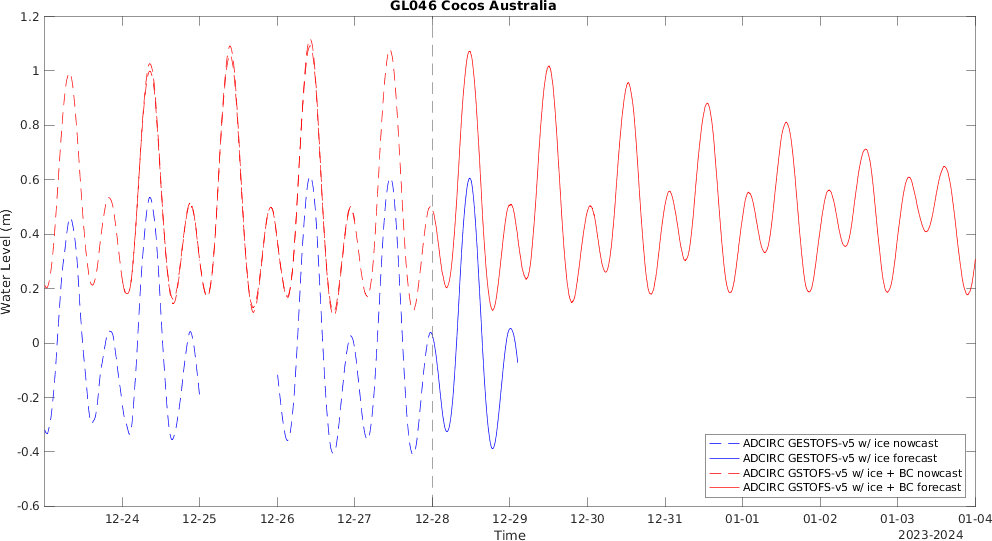 GL046 Cocos Australia
Water Level (m)
1.2
1
0.8
0.6
0.4
0.2
0
-0.2
-0.4
-0.6
ADCIRC GESTOFS-v5 w/ ice nowcast
ADCIRC GESTOFS-v5 w/ ice forecast
ADCIRC GSTOFS-v5 w/ ice + BC nowcast
ADCIRC GSTOFS-v5 w/ ice + BC forecast
12-24 12-25 12-26 12-27 12-28 12-29 12-30 12-31 01-01 01-02 01-03 01-04
Time
2023-2024